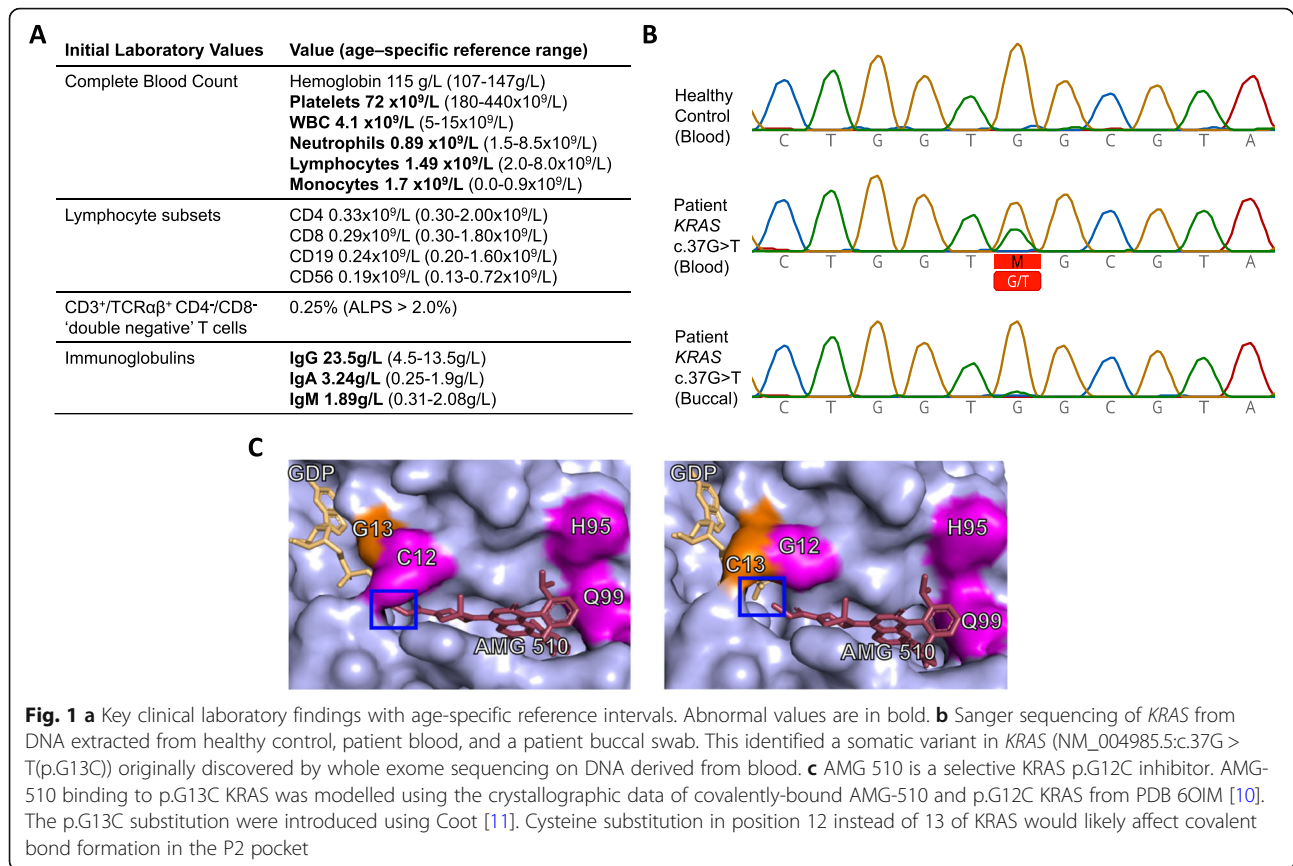 A
Initial Laboratory Values Value (age–specific reference range)
Complete Blood Count Hemoglobin 115 g/L (107-147g/L)
Platelets 72 x10⁹/L (180-440x10⁹/L)
WBC 4.1 x10⁹/L (5-15x10⁹/L)
Neutrophils 0.89 x10⁹/L (1.5-8.5x10⁹/L)
Lymphocytes 1.49 x10⁹/L (2.0-8.0x10⁹/L)
Monocytes 1.7 x10⁹/L (0.0-0.9x10⁹/L)
Lymphocyte subsets CD4 0.33x10⁹/L (0.30-2.00x10⁹/L)
CD8 0.29x10⁹/L (0.30-1.80x10⁹/L)
CD19 0.24x10⁹/L (0.20-1.60x10⁹/L)
CD56 0.19x10⁹/L (0.13-0.72x10⁹/L)
CD3⁺/TCRαβ⁺ CD4⁻/CD8⁻ 0.25% (ALPS > 2.0%)
‘double negative’ T cells
Immunoglobulins IgG 23.5g/L (4.5-13.5g/L)
IgA 3.24g/L (0.25-1.9g/L)
IgM 1.89g/L (0.31-2.08g/L)
B
Healthy
Control
(Blood)
C T G G T G G C G T A
Patient
KRAS
c.37G>T
(Blood)
C T G G T M G C G T A
G/T
Patient
KRAS
c.37G>T
(Buccal)
C T G G T G G C G T A
C
GDP
G13
C12
H95
Q99
AMG 510
GDP
C13
G12
H95
Q99
AMG 510
Fig. 1 a Key clinical laboratory findings with age-specific reference intervals. Abnormal values are in bold. b Sanger sequencing of KRAS from
DNA extracted from healthy control, patient blood, and a patient buccal swab. This identified a somatic variant in KRAS (NM_004985.5:c.37G >
T(p.G13C)) originally discovered by whole exome sequencing on DNA derived from blood. c AMG 510 is a selective KRAS p.G12C inhibitor. AMG-
510 binding to p.G13C KRAS was modelled using the crystallographic data of covalently-bound AMG-510 and p.G12C KRAS from PDB 6OIM [10].
The p.G13C substitution were introduced using Coot [11]. Cysteine substitution in position 12 instead of 13 of KRAS would likely affect covalent
bond formation in the P2 pocket